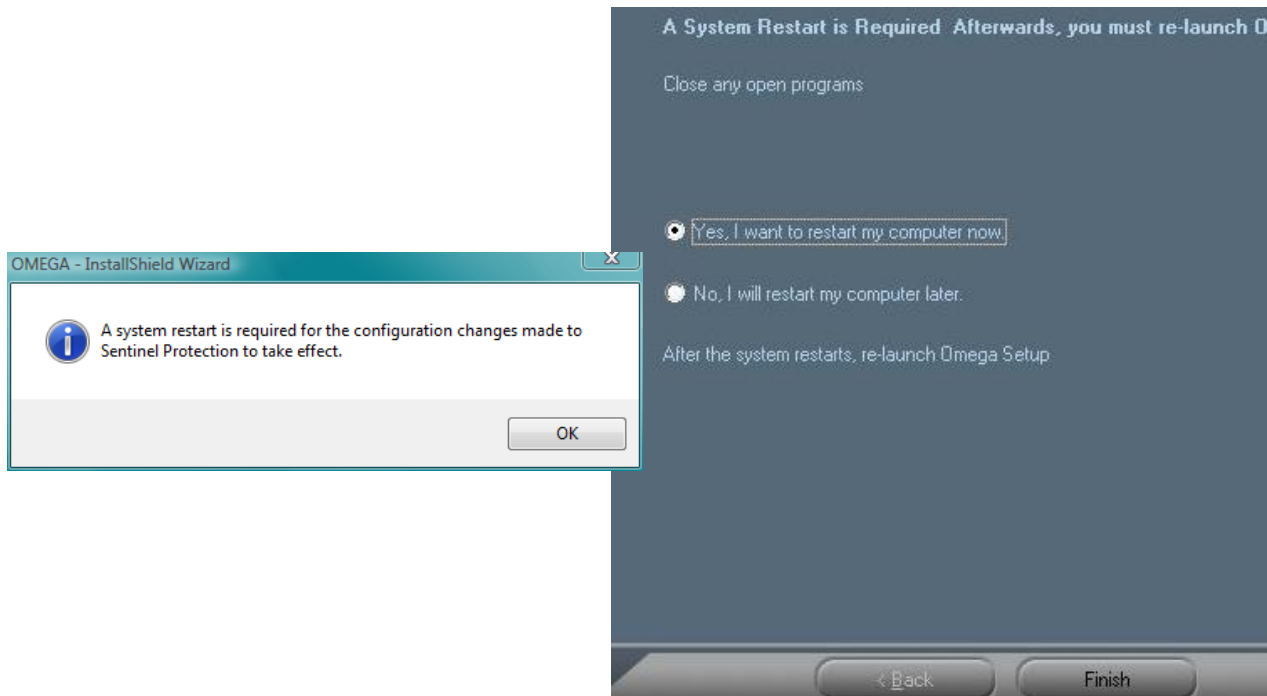 A System Restart is Required Afterwards, you must re-launch
Close any open programs
Yes, I want to restart my computer now.
No, I will restart my computer later.
After the system restarts, re-launch Omega Setup
< Back
Finish
OMEGA - InstallShield Wizard
A system restart is required for the configuration changes made to
Sentinel Protection to take effect.
OK